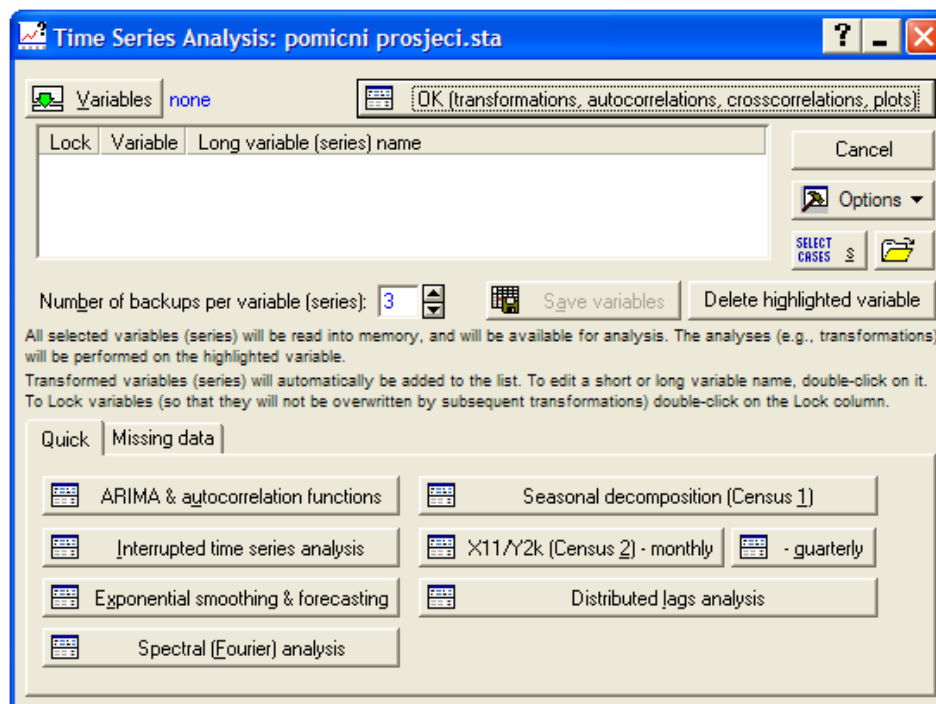 Time Series Analysis: pomicni prosjeci.sta
Variables none
OK (transformations, autocorrelations, crosscorrelations, plots)
Lock Variable Long variable (series) name
Cancel
Options
SELECT CASES S
Number of backups per variable (series): 3
Save variables
Delete highlighted variable
All selected variables (series) will be read into memory, and will be available for analysis. The analyses (e.g., transformations)
will be performed on the highlighted variable.
Transformed variables (series) will automatically be added to the list. To edit a short or long variable name, double-click on it.
To Lock variables (so that they will not be overwritten by subsequent transformations) double-click on the Lock column.
Quick Missing data
ARIMA & autocorrelation functions
Seasonal decomposition (Census 1)
Interrupted time series analysis
X11/Y2k (Census 2) - monthly
- guarterly
Exponential smoothing & forecasting
Distributed lags analysis
Spectral (Fourier) analysis